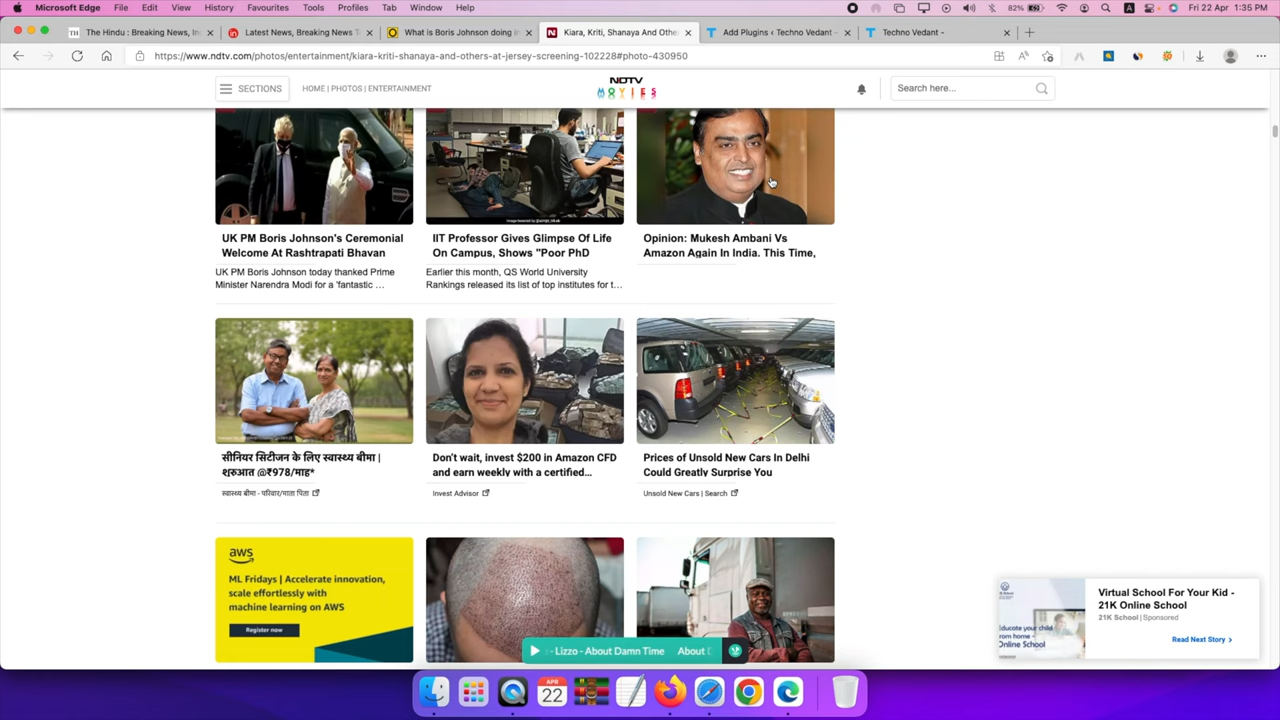 Microsoft Edge File Edit View History Favourites Tools Profiles Tab Window Help 82% A Fri 22 Apr 1:35 PM
TH The Hindu : Breaking News, In
Latest News, Breaking News T
What is Boris Johnson doing i
N Kiara, Kriti, Shanaya And Othe
Add Plugins ‹ Techno Vedant –
Techno Vedant -
https://www.ndtv.com/photos/entertainment/kiara-kriti-shanaya-and-others-at-jersey-screening-102228#photo-430950
SECTIONS
HOME | PHOTOS | ENTERTAINMENT
NDTV
MOVIES
Search here...
UK PM Boris Johnson's Ceremonial
Welcome At Rashtrapati Bhavan
UK PM Boris Johnson today thanked Prime
Minister Narendra Modi for a 'fantastic ...
IIT Professor Gives Glimpse Of Life
On Campus, Shows "Poor PhD
Earlier this month, QS World University
Rankings released its list of top institutes for t...
Opinion: Mukesh Ambani Vs
Amazon Again In India. This Time,
सीनियर सिटीजन के लिए स्वास्थ्य बीमा |
शुरुआत @₹978/माह*
स्वास्थ्य बीमा - परिवार/माता पिता
Don't wait, invest $200 in Amazon CFD
and earn weekly with a certified...
Invest Advisor
Prices of Unsold New Cars In Delhi
Could Greatly Surprise You
Unsold New Cars | Search
aws
ML Fridays | Accelerate innovation,
scale effortlessly with
machine learning on AWS
Register now
- Lizzo - About Damn Time About D
Educate your child
from home -
Online School
Virtual School For Your Kid -
21K Online School
21K School | Sponsored
Read Next Story
APR
22